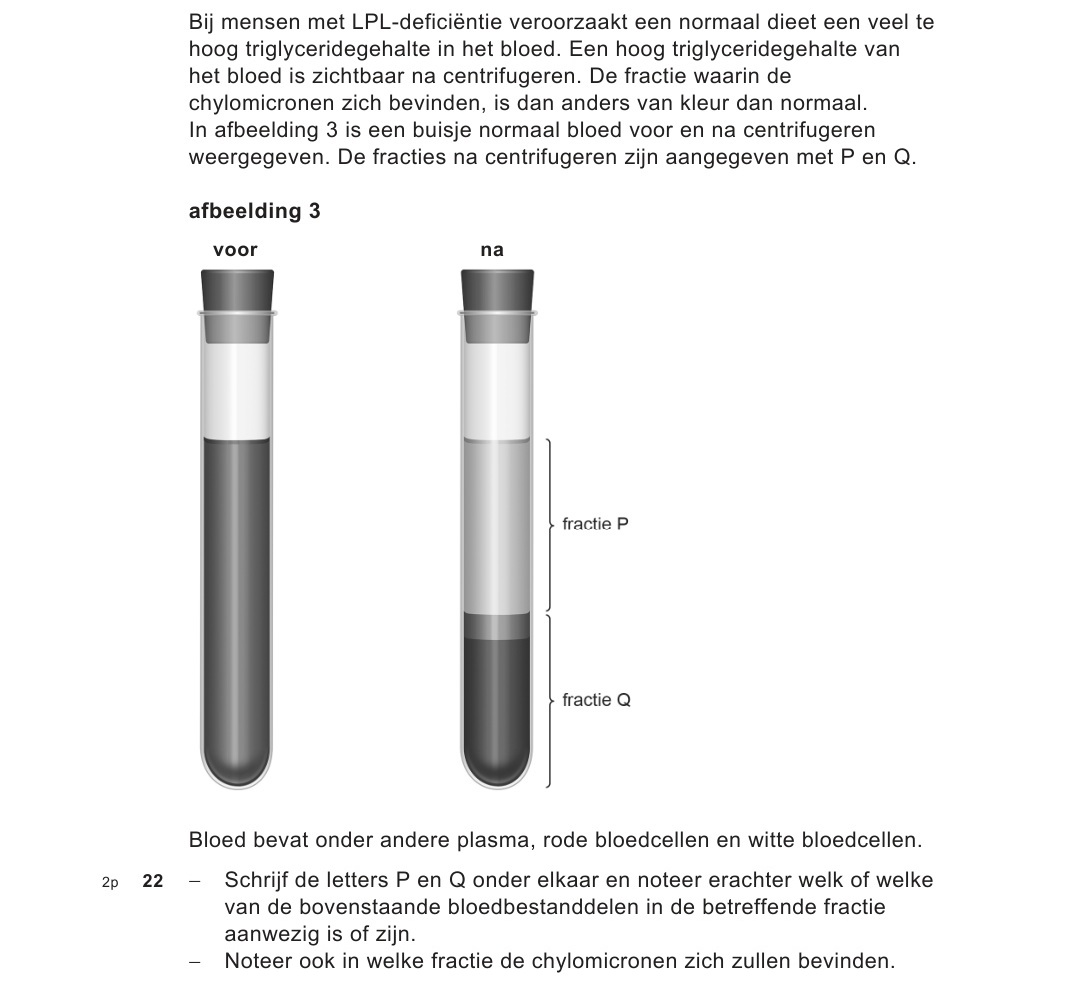 Bij mensen met LPL-deficiëntie veroorzaakt een normaal dieet een veel te
hoog triglyceridegehalte in het bloed. Een hoog triglyceridegehalte van
het bloed is zichtbaar na centrifugeren. De fractie waarin de
chylomicronen zich bevinden, is dan anders van kleur dan normaal.
In afbeelding 3 is een buisje normaal bloed voor en na centrifugeren
weergegeven. De fracties na centrifugeren zijn aangegeven met P en Q.
afbeelding 3
voor na
fractie P
fractie Q
Bloed bevat onder andere plasma, rode bloedcellen en witte bloedcellen.
2p 22 – Schrijf de letters P en Q onder elkaar en noteer erachter welk of welke
van de bovenstaande bloedbestanddelen in de betreffende fractie
aanwezig is of zijn.
– Noteer ook in welke fractie de chylomicronen zich zullen bevinden.